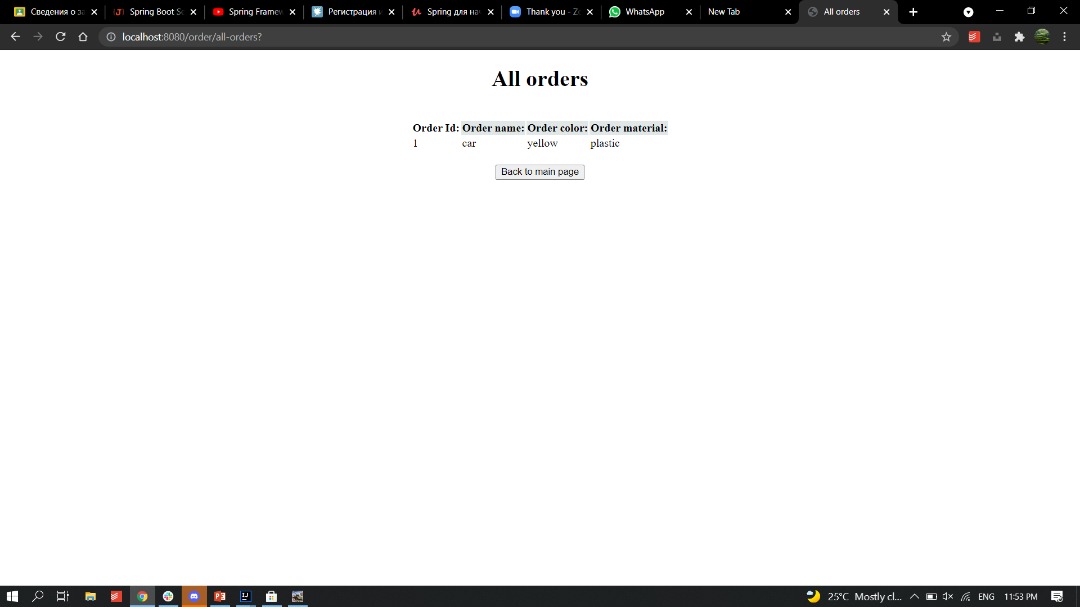 Сведения о з
Spring Boot S
Spring Framew
Регистрация
Spring для на
Thank you - Z
WhatsApp
New Tab
All orders
localhost:8080/order/all-orders?
All orders
Order Id: Order name: Order color: Order material:
1 car yellow plastic
Back to main page
25°C Mostly cl... ENG 11:53 PM